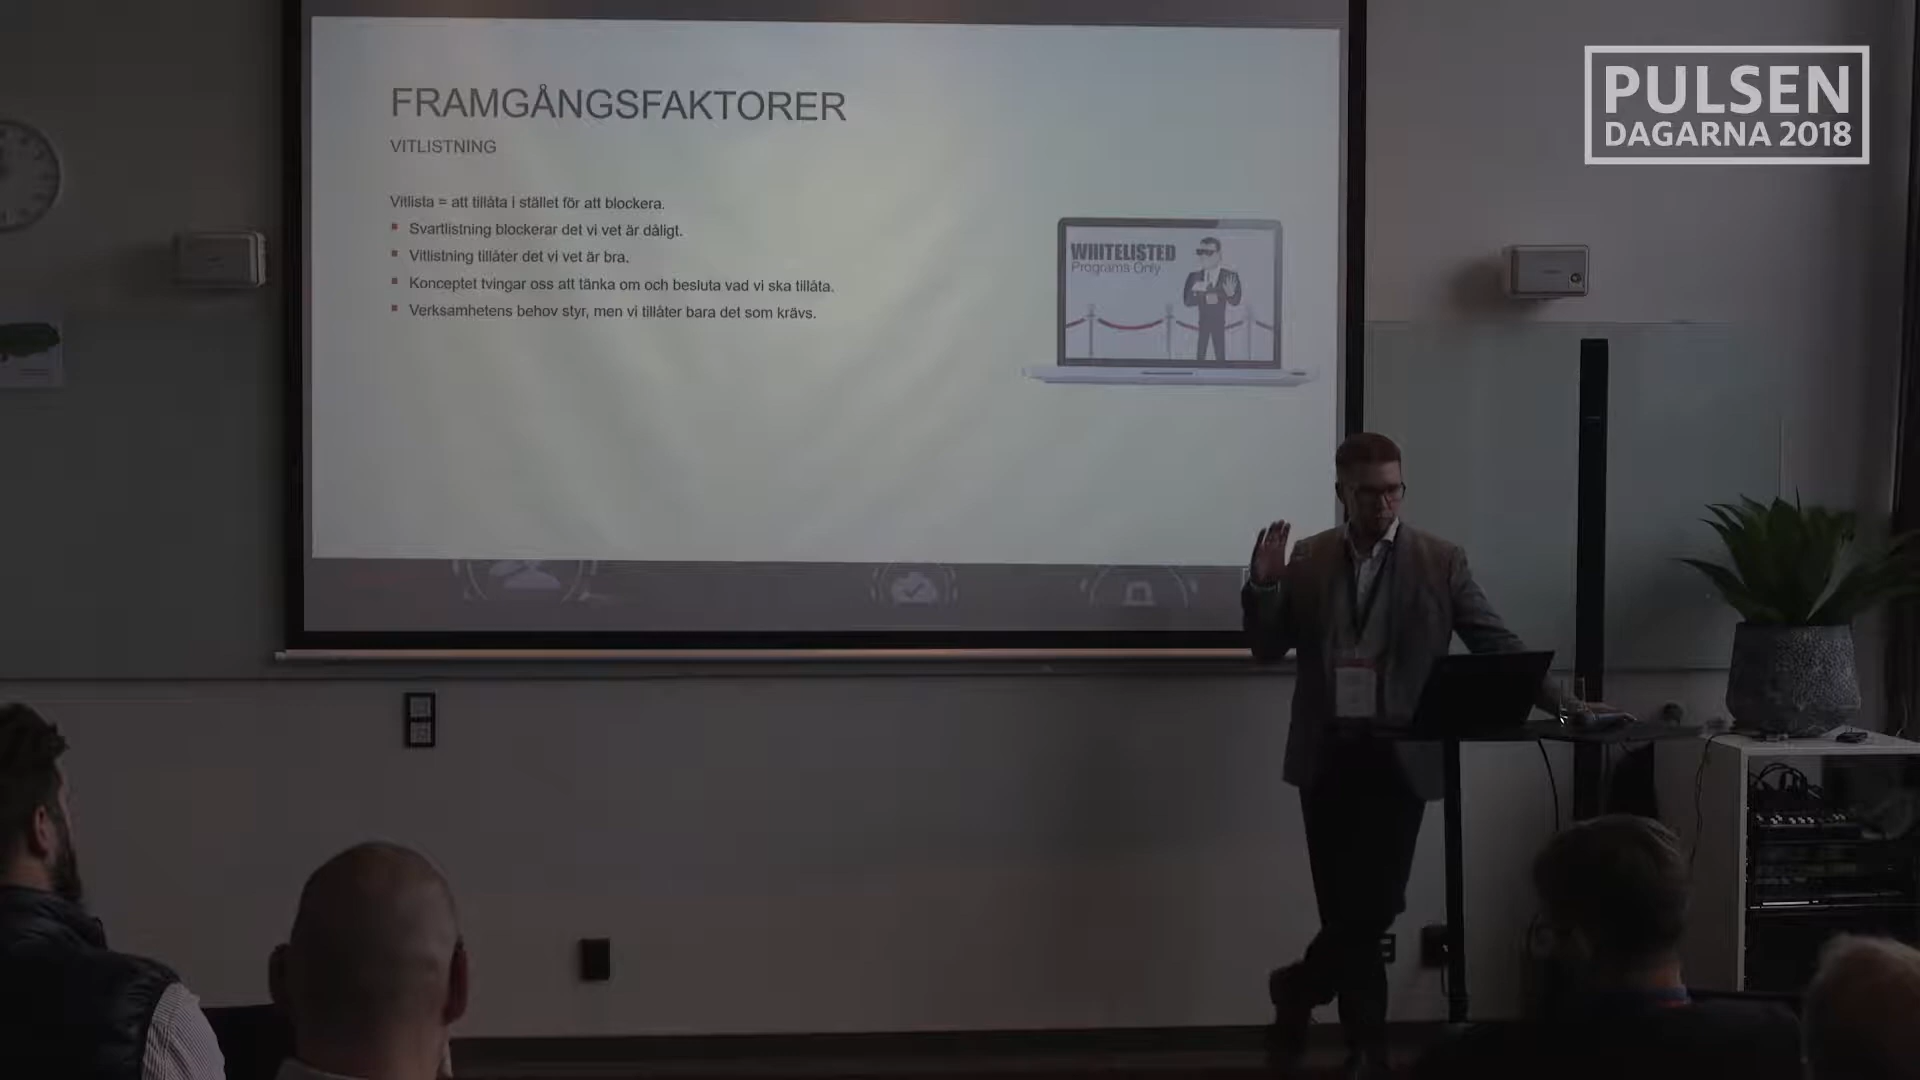 PULSEN
DAGARNA 2018
FRAMGÅNGSFAKTORER
VITLISTNING
Vitlista = att tillåta i stället för att blockera.
Svartlistning blockerar det vi vet är dåligt.
Vitlistning tillåter det vi vet är bra.
Konceptet tvingar oss att tänka om och besluta vad vi ska tillåta.
Verksamhetens behov styr, men vi tillåter bara det som krävs.
WHITELISTED
Programs Only